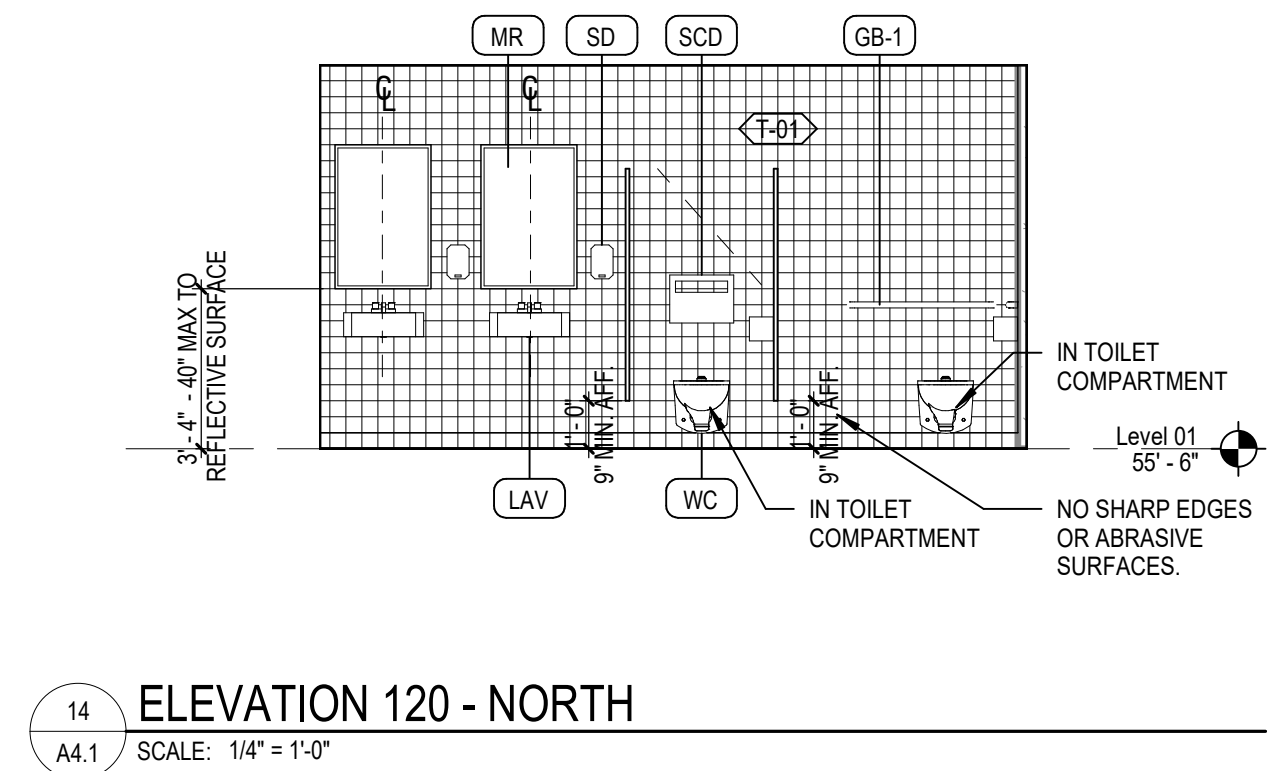 MR
SD
SCD
GB-1
CL
CL
T-01
3' - 4" - 40" MAX TO
REFLECTIVE SURFACE
1' - 0"
9" MIN. AFF.
1' - 0"
9" MIN. AFF.
IN TOILET
COMPARTMENT
Level 01
55' - 6"
LAV
WC
IN TOILET
COMPARTMENT
NO SHARP EDGES
OR ABRASIVE
SURFACES.
14
A4.1
ELEVATION 120 - NORTH
SCALE: 1/4" = 1'-0"